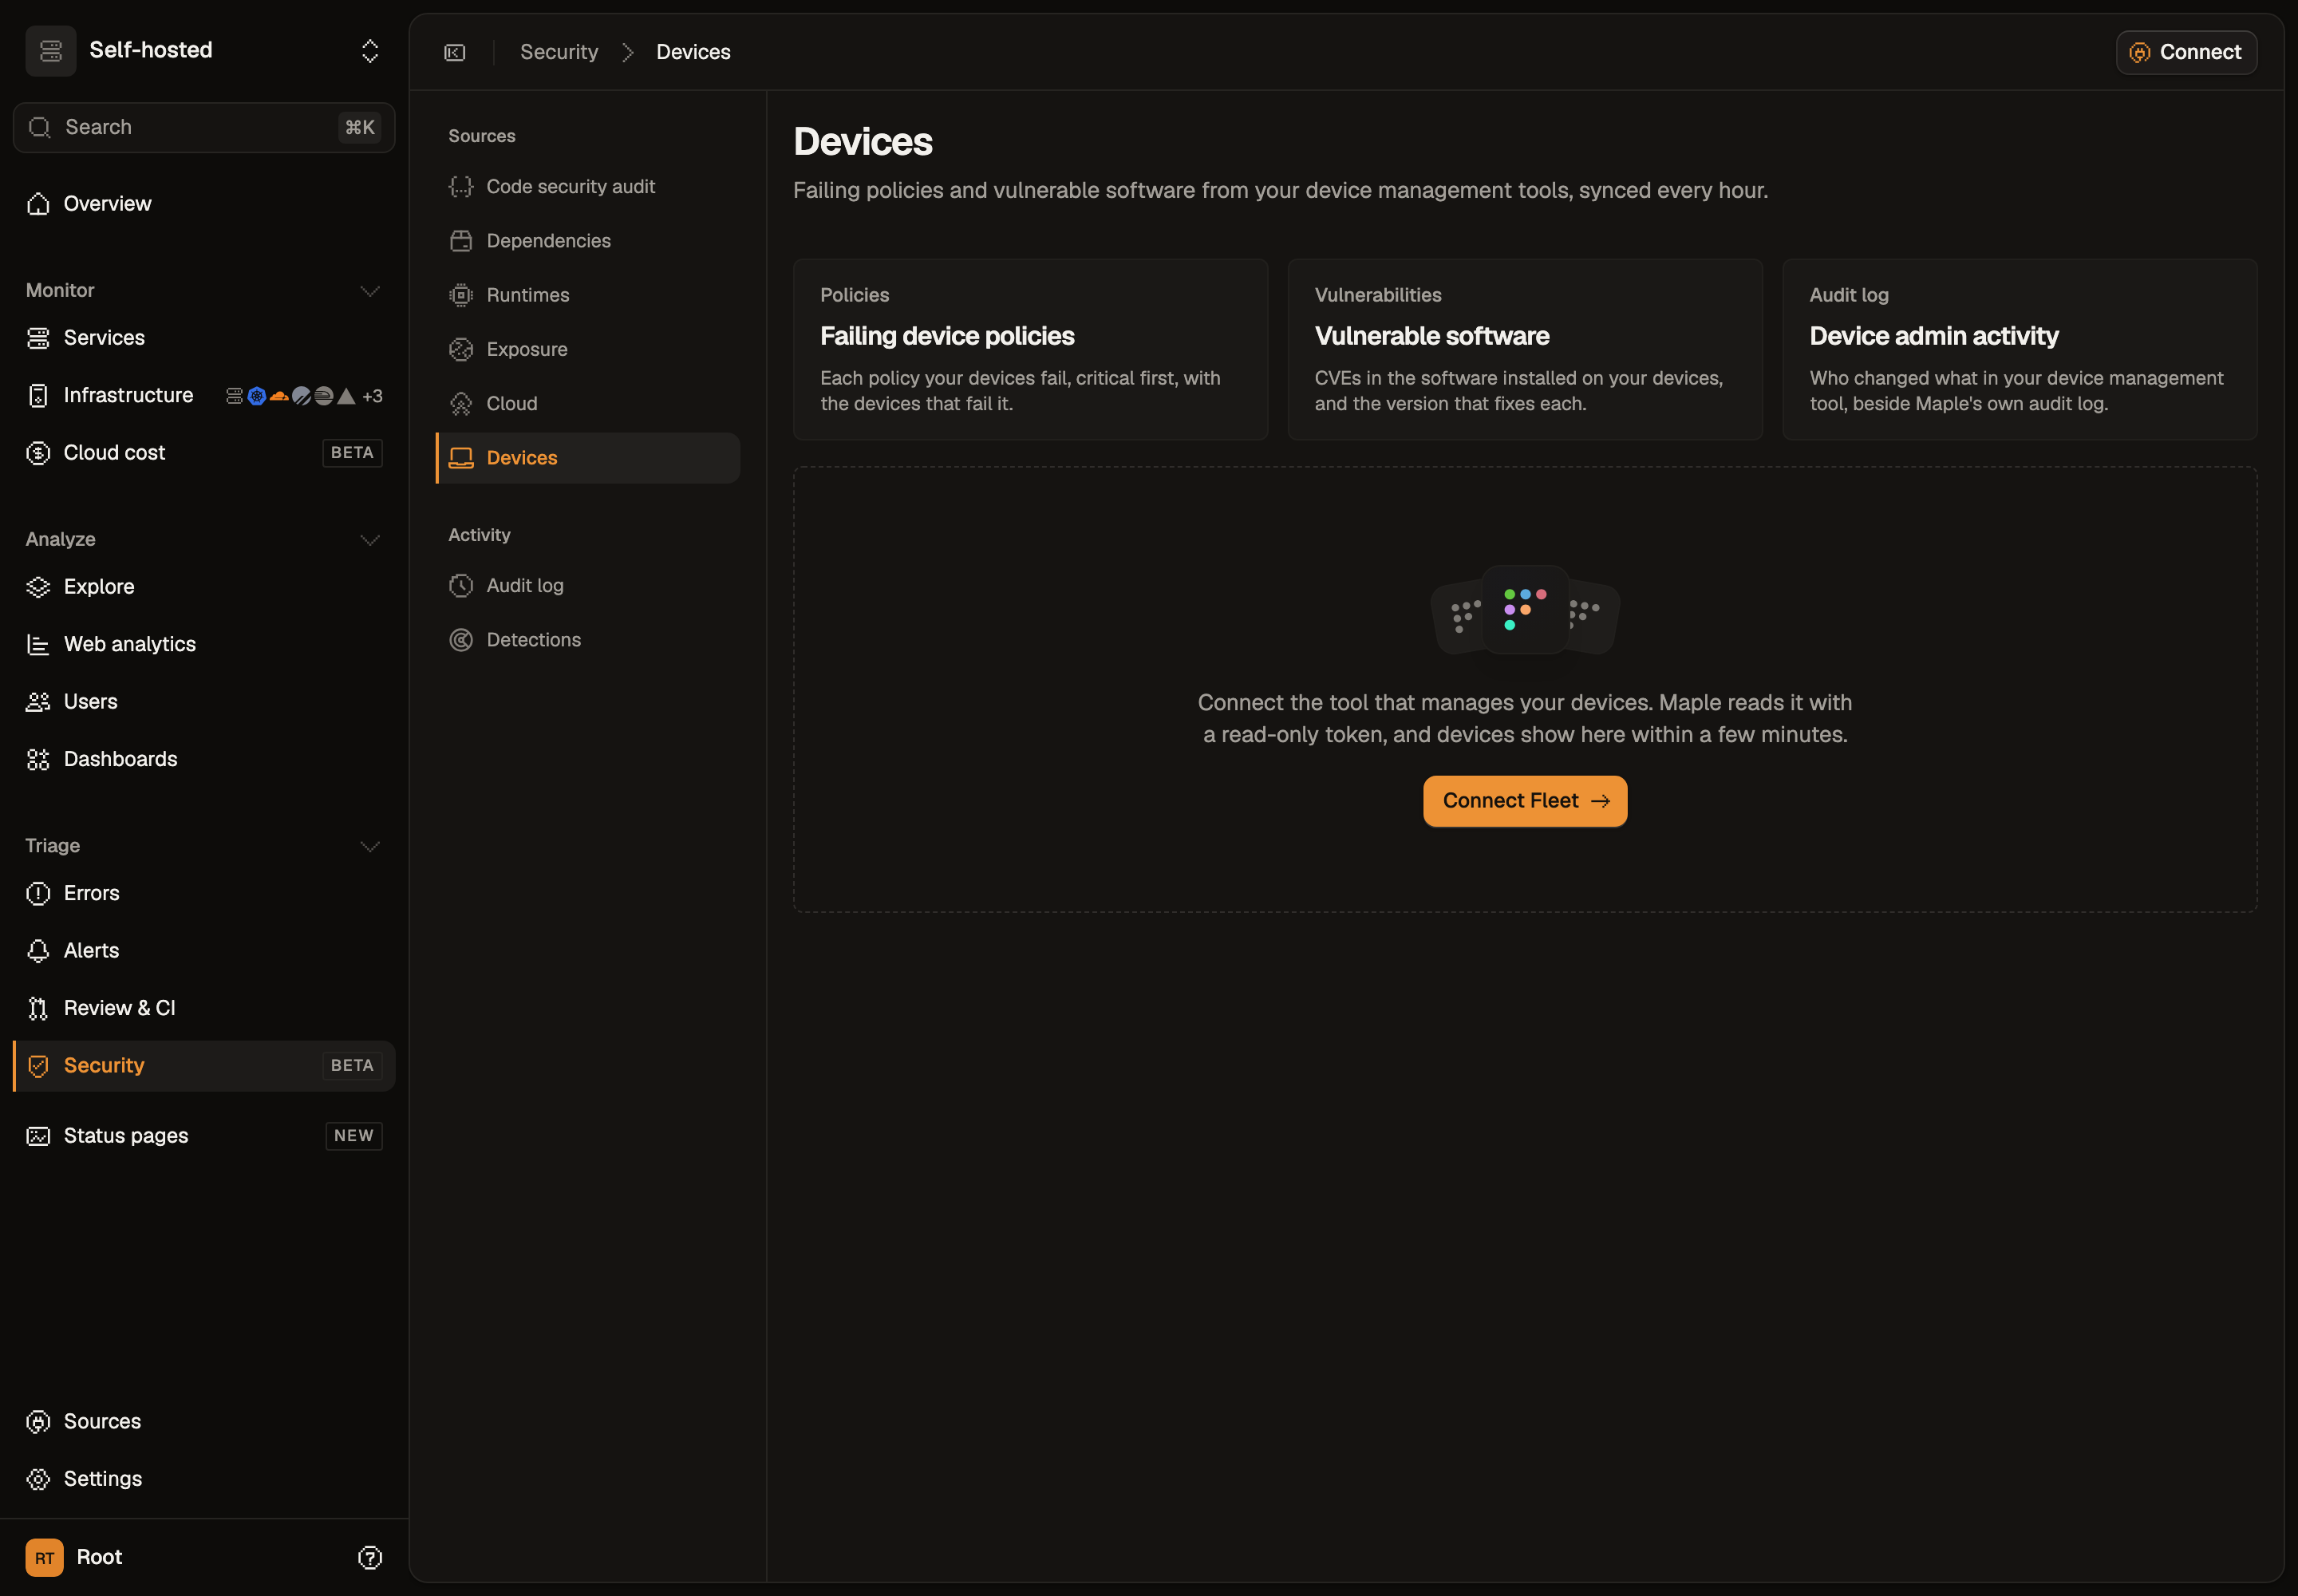 Self-hosted
Search ⌘K
Overview
Monitor
Services
Infrastructure +3
Cloud cost BETA
Analyze
Explore
Web analytics
Users
Dashboards
Triage
Errors
Alerts
Review & CI
Security BETA
Status pages NEW
Sources
Settings
RT Root
Security Devices
Connect
Sources
Code security audit
Dependencies
Runtimes
Exposure
Cloud
Devices
Activity
Audit log
Detections
Devices
Failing policies and vulnerable software from your device management tools, synced every hour.
Policies
Failing device policies
Each policy your devices fail, critical first, with
the devices that fail it.
Vulnerabilities
Vulnerable software
CVEs in the software installed on your devices,
and the version that fixes each.
Audit log
Device admin activity
Who changed what in your device management
tool, beside Maple's own audit log.
Connect the tool that manages your devices. Maple reads it with
a read-only token, and devices show here within a few minutes.
Connect Fleet →